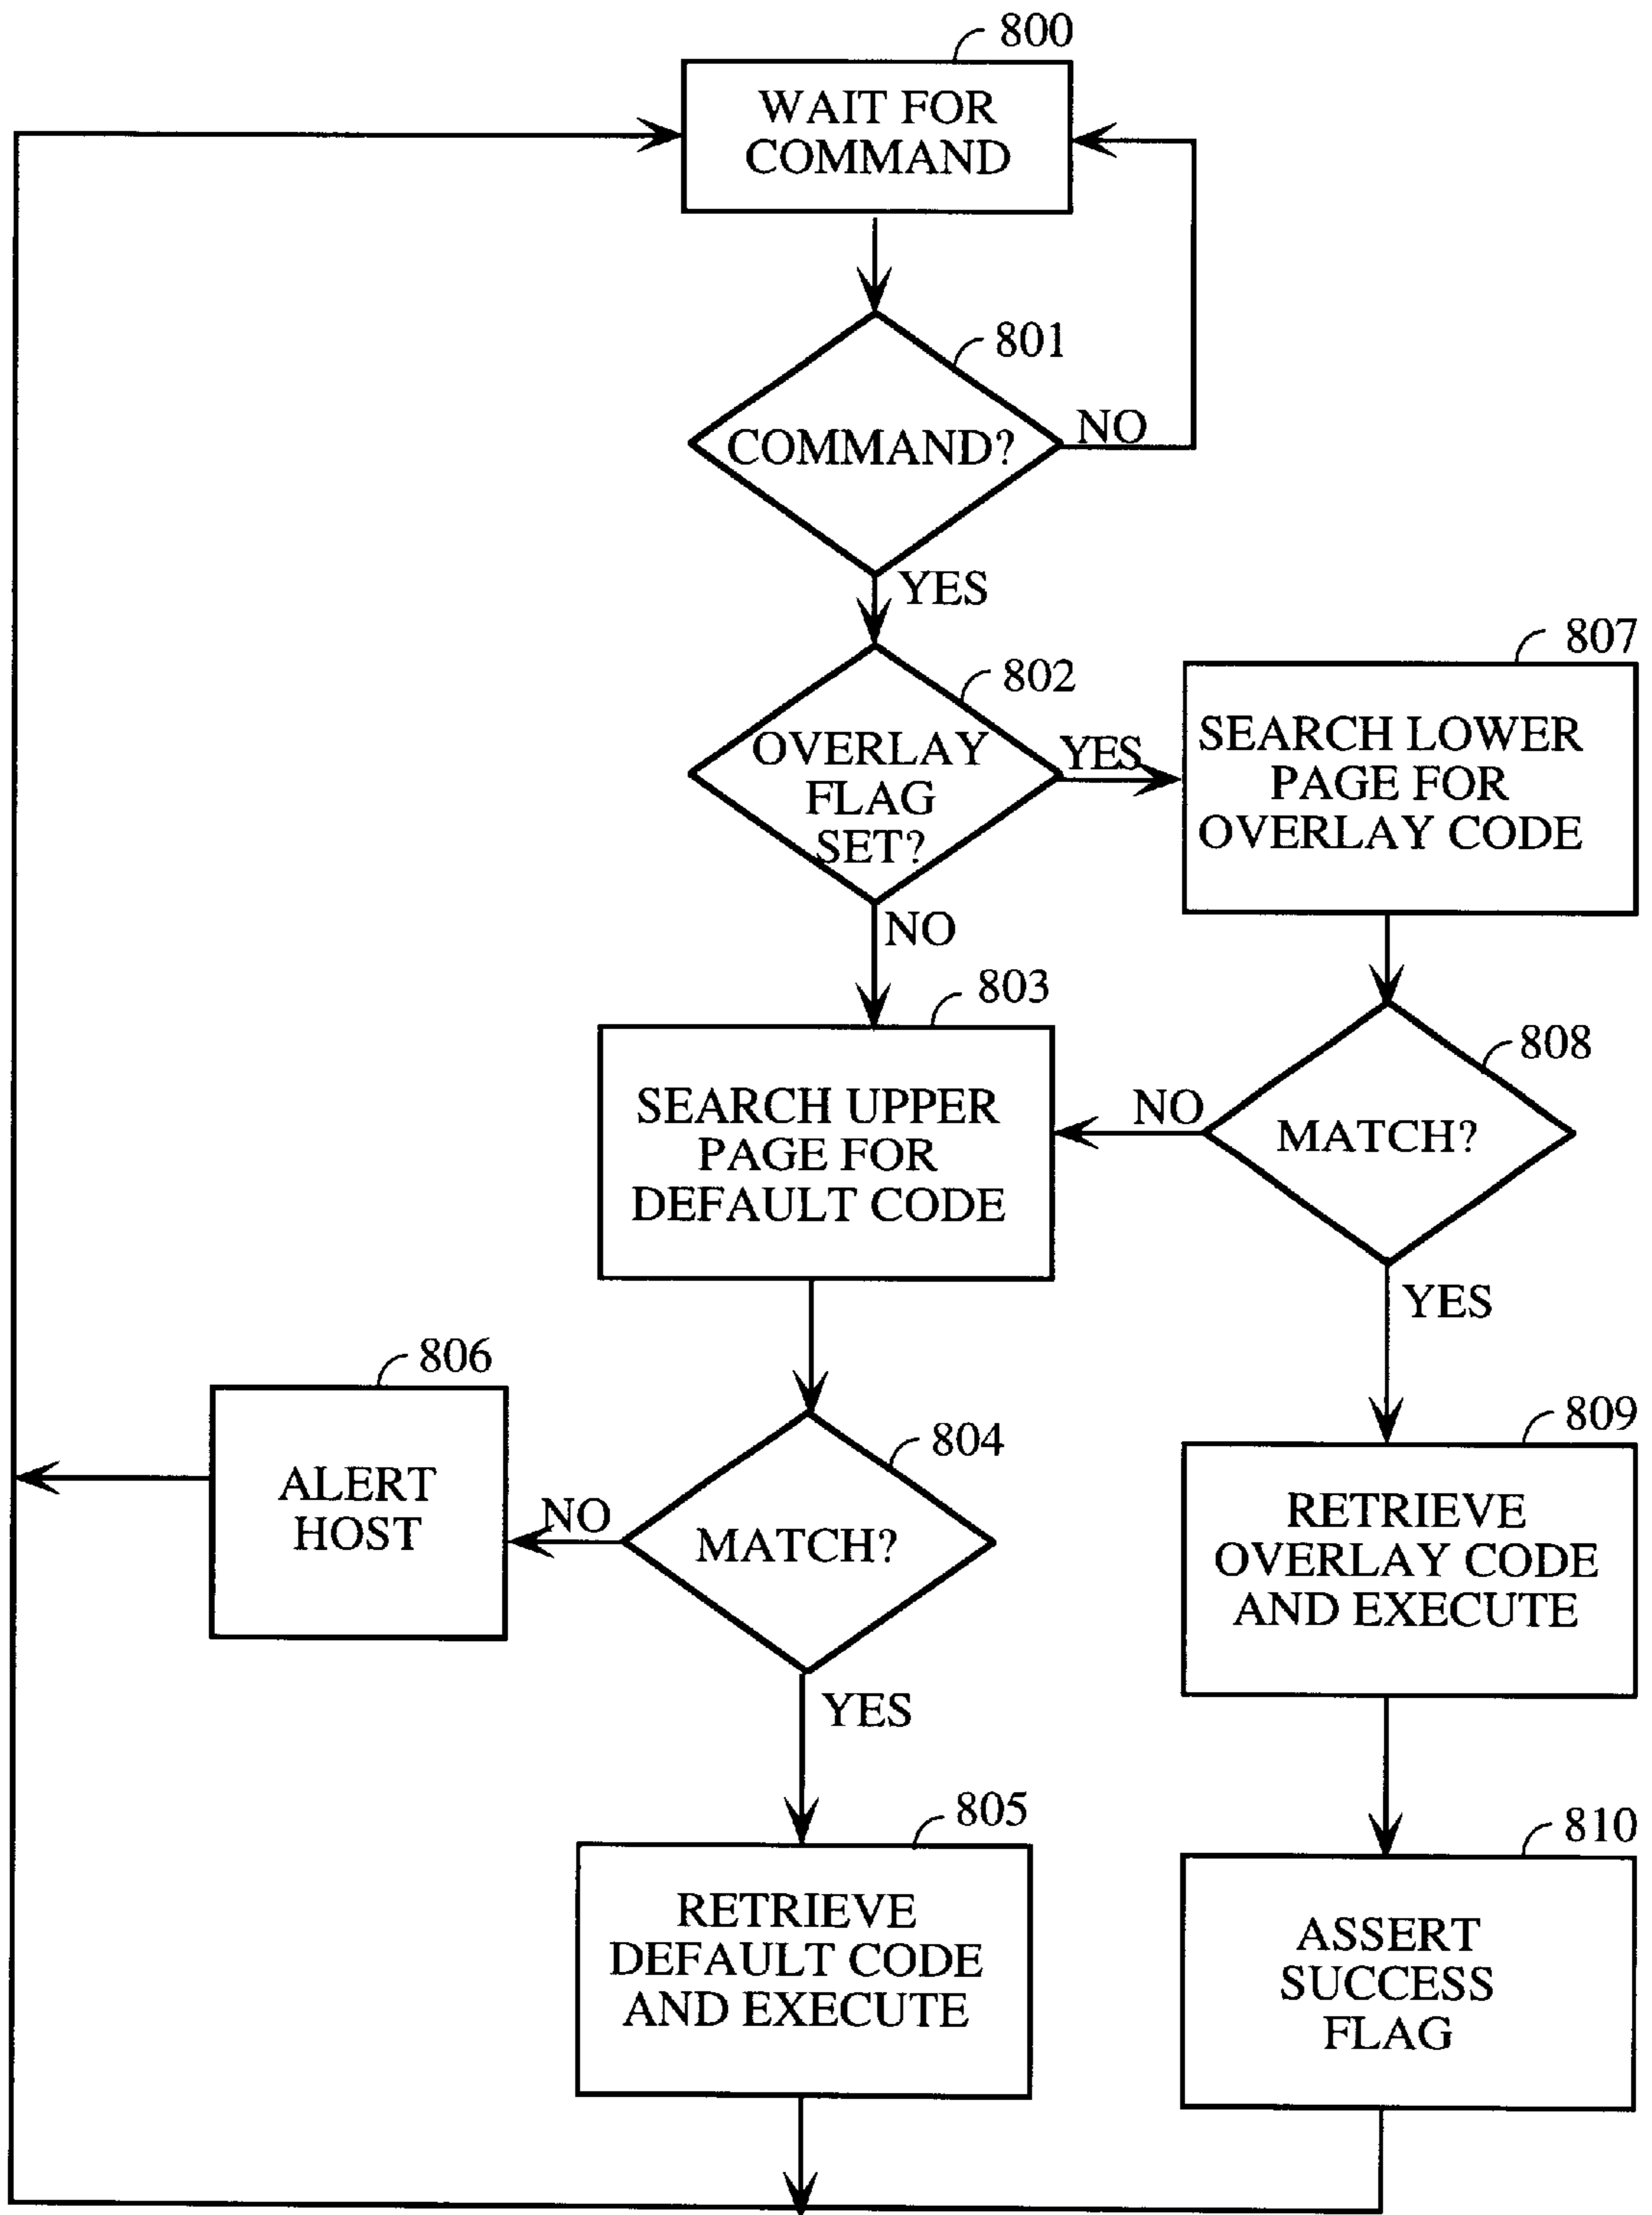 800
WAIT FOR
COMMAND
801
COMMAND?
NO
YES
802
OVERLAY
FLAG
SET?
YES
NO
807
SEARCH LOWER
PAGE FOR
OVERLAY CODE
803
SEARCH UPPER
PAGE FOR
DEFAULT CODE
808
MATCH?
NO
YES
806
ALERT
HOST
804
MATCH?
NO
YES
809
RETRIEVE
OVERLAY CODE
AND EXECUTE
805
RETRIEVE
DEFAULT CODE
AND EXECUTE
810
ASSERT
SUCCESS
FLAG